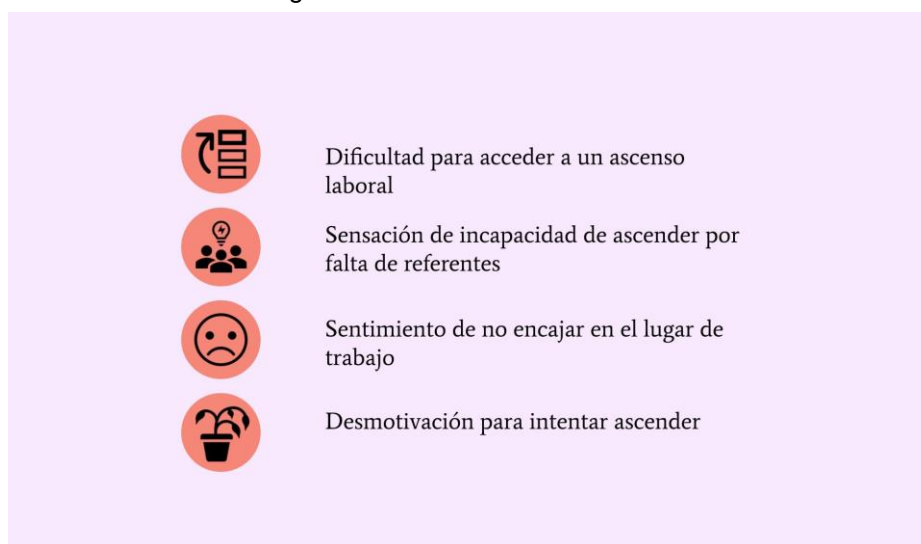 Dificultad para acceder a un ascenso
laboral
Sensación de incapacidad de ascender por
falta de referentes
Sentimiento de no encajar en el lugar de
trabajo
Desmotivación para intentar ascender